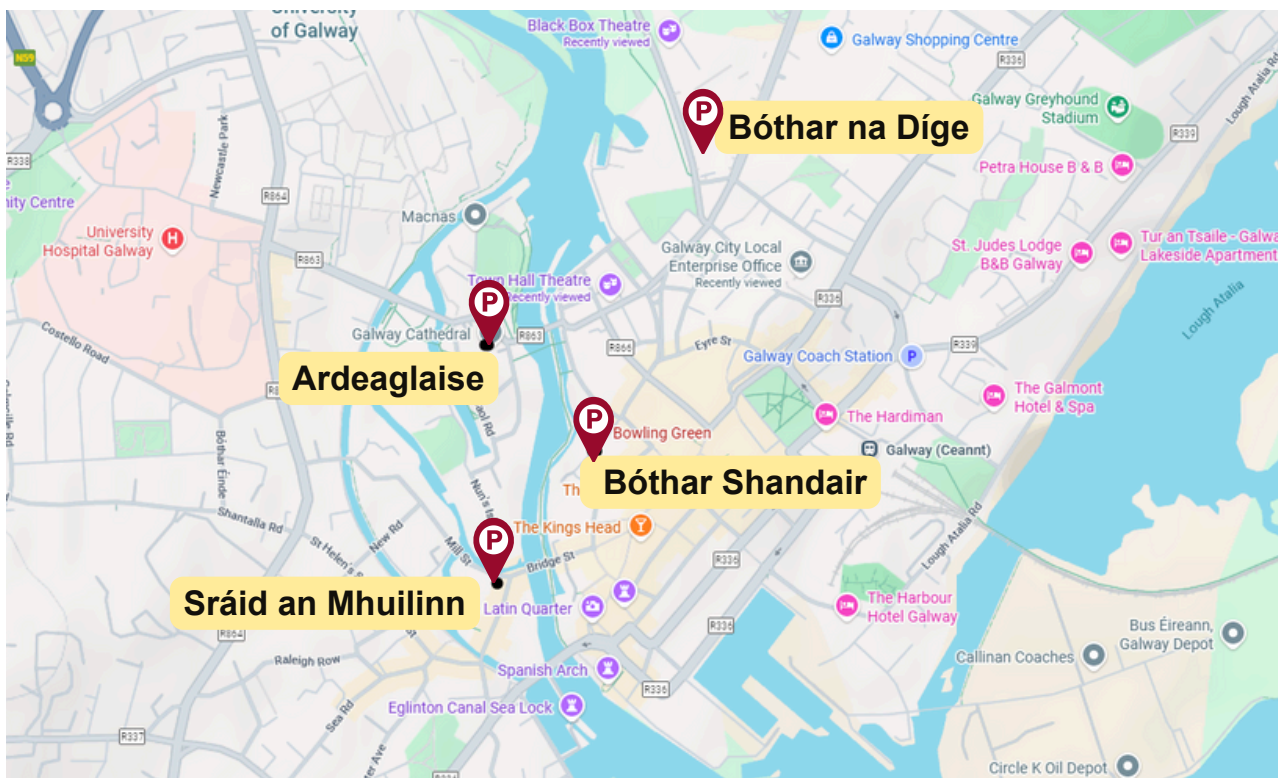 University
of Galway
Black Box Theatre
Recently viewed
Galway Shopping Centre
N59
R336
Galway Greyhound
Stadium
Lough Atalia Rd
P
Bóthar na Díge
R339
R338
Newcastle Park
R864
Petra House B & B
ity Centre
Macnas
University
Hospital Galway
H
R863
Galway City Local
Enterprise Office
Recently viewed
St. Judes Lodge
B&B Galway
Tur an Tsaile - Galwa
Lakeside Apartment
Town Hall Theatre
Recently viewed
R336
Lough Atalia
P
Galway Cathedral
R863
R866
Eyre St
Galway Coach Station
P
R339
Costello Road
Ardeaglaise
The Galmont
Hotel & Spa
P
Bowling Green
The Hardiman
Galway (Ceannt)
Bóthar Éinde
Bóthar Shandair
Shantalla Rd
New Rd
Mill St
The Kings Head
P
Bridge St
R336
Lough Atalia Rd
Sráid an Mhuilinn
Latin Quarter
The Harbour
Hotel Galway
R864
R336
Bus Éireann,
Galway Depot
Raleigh Row
Callinan Coaches
Spanish Arch
R336
Sea Rd
Eglinton Canal Sea Lock
R337
R336
Circle K Oil Depot